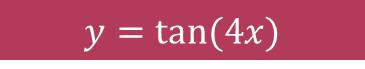 y = tan(4x)